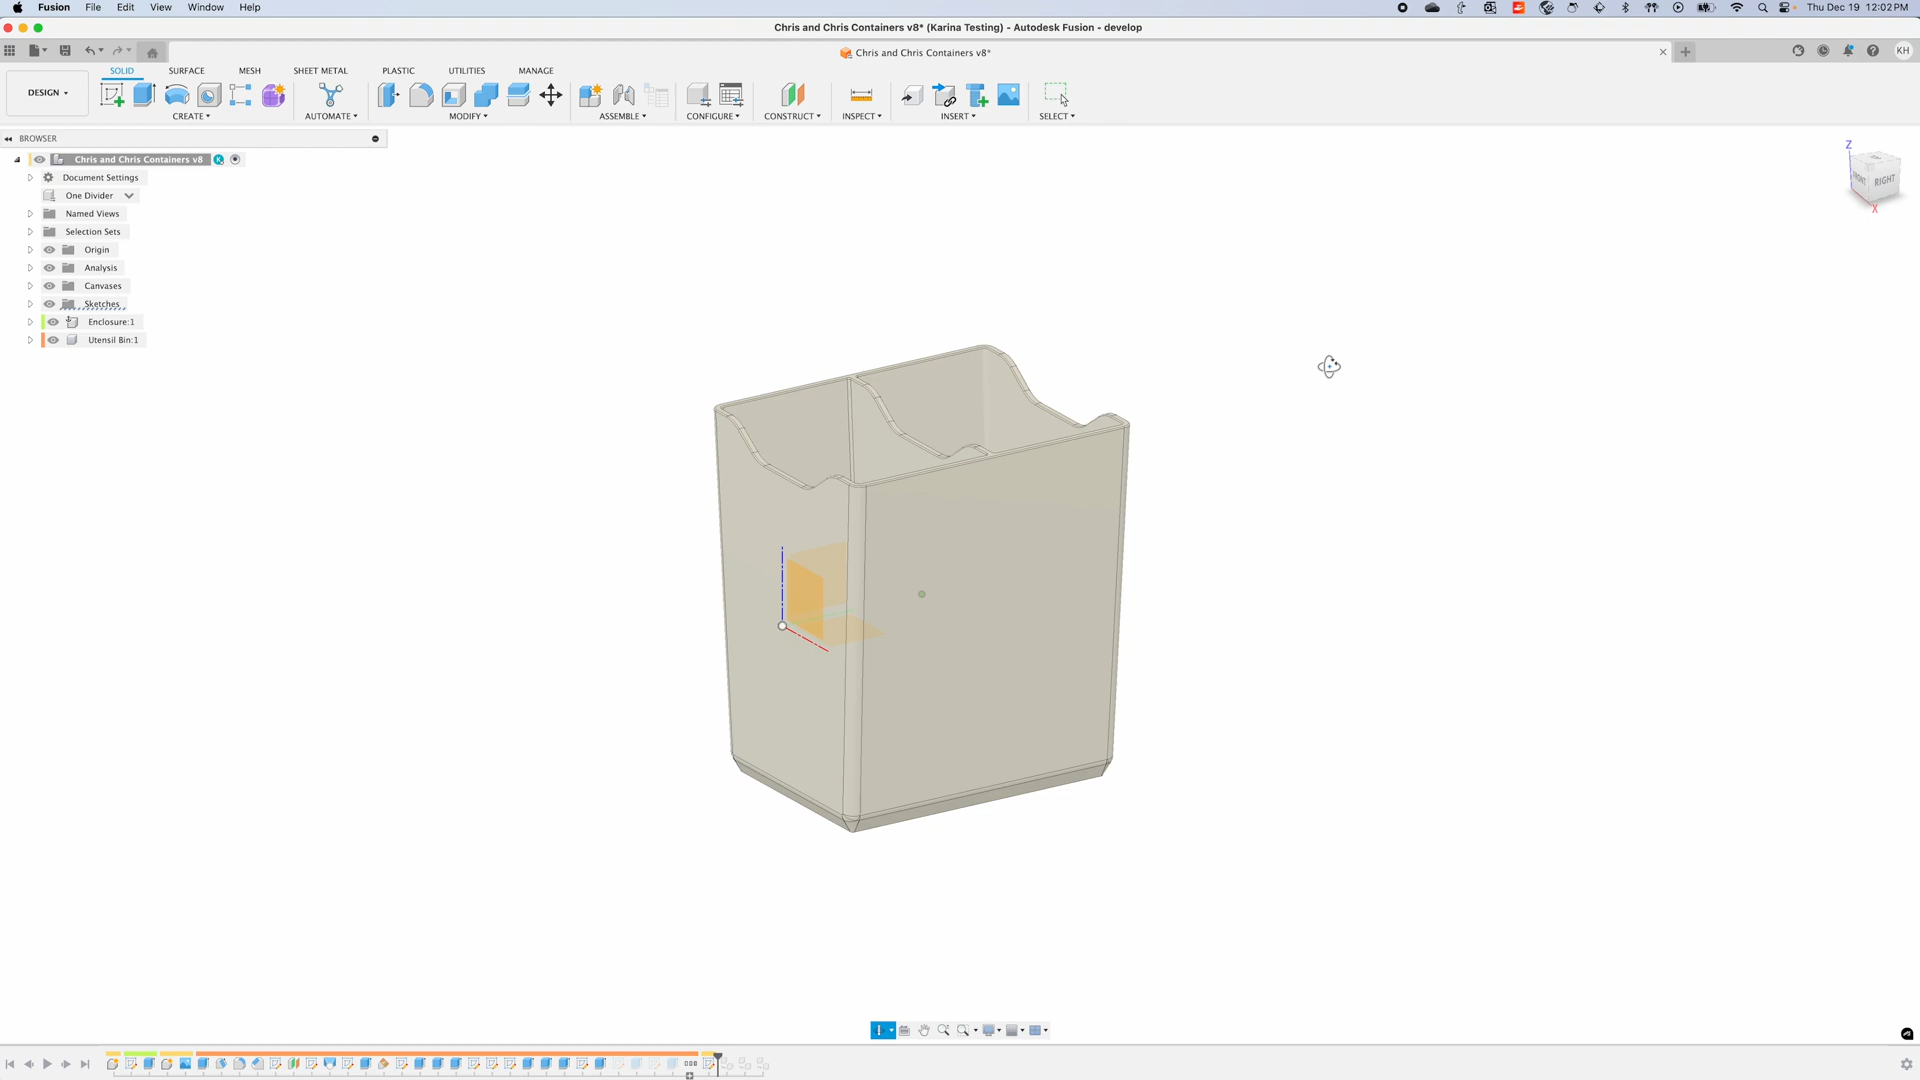 Fusion File Edit View Window Help Thu Dec 19 12:02 PM
Chris and Chris Containers v8* (Karina Testing) - Autodesk Fusion - develop
Chris and Chris Containers v8* KH
SOLID SURFACE MESH SHEET METAL PLASTIC UTILITIES MANAGE
DESIGN
CREATE AUTOMATE MODIFY ASSEMBLE CONFIGURE CONSTRUCT INSPECT INSERT SELECT
BROWSER
Chris and Chris Containers v8 K
Document Settings
One Divider
Named Views
Selection Sets
Origin
Analysis
Canvases
Sketches
Enclosure:1
Utensil Bin:1
Z
FRONT RIGHT
X